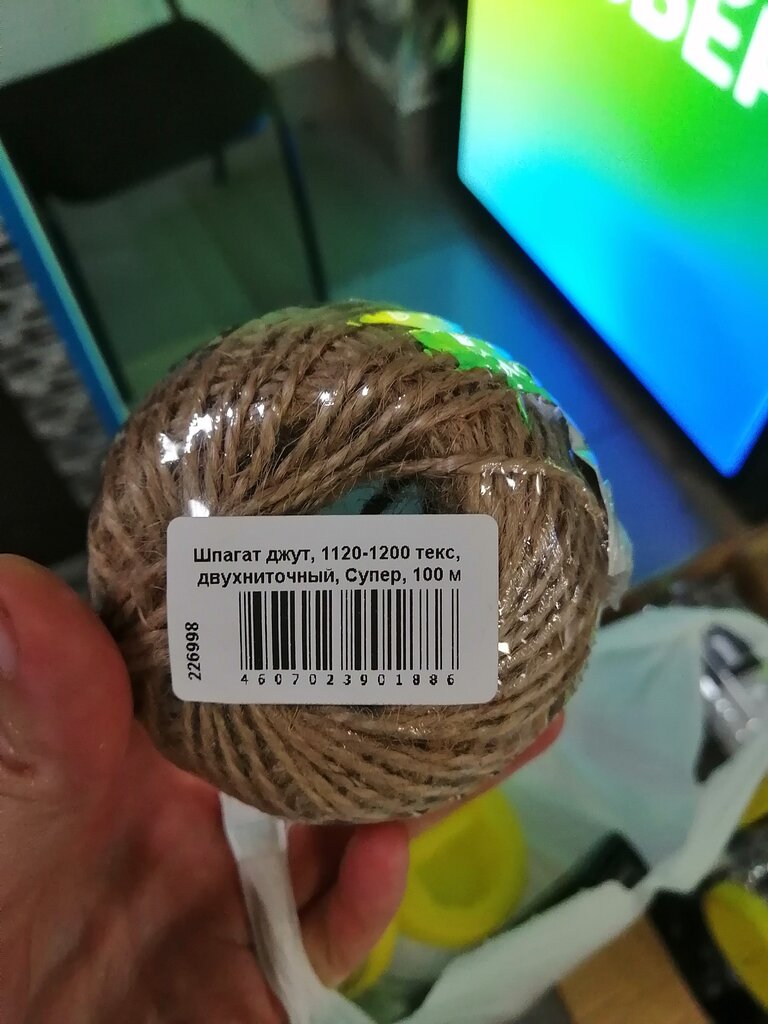 Шпагат джут, 1120-1200 текс,
двухниточный, Супер, 100 м
226998
4607023901886